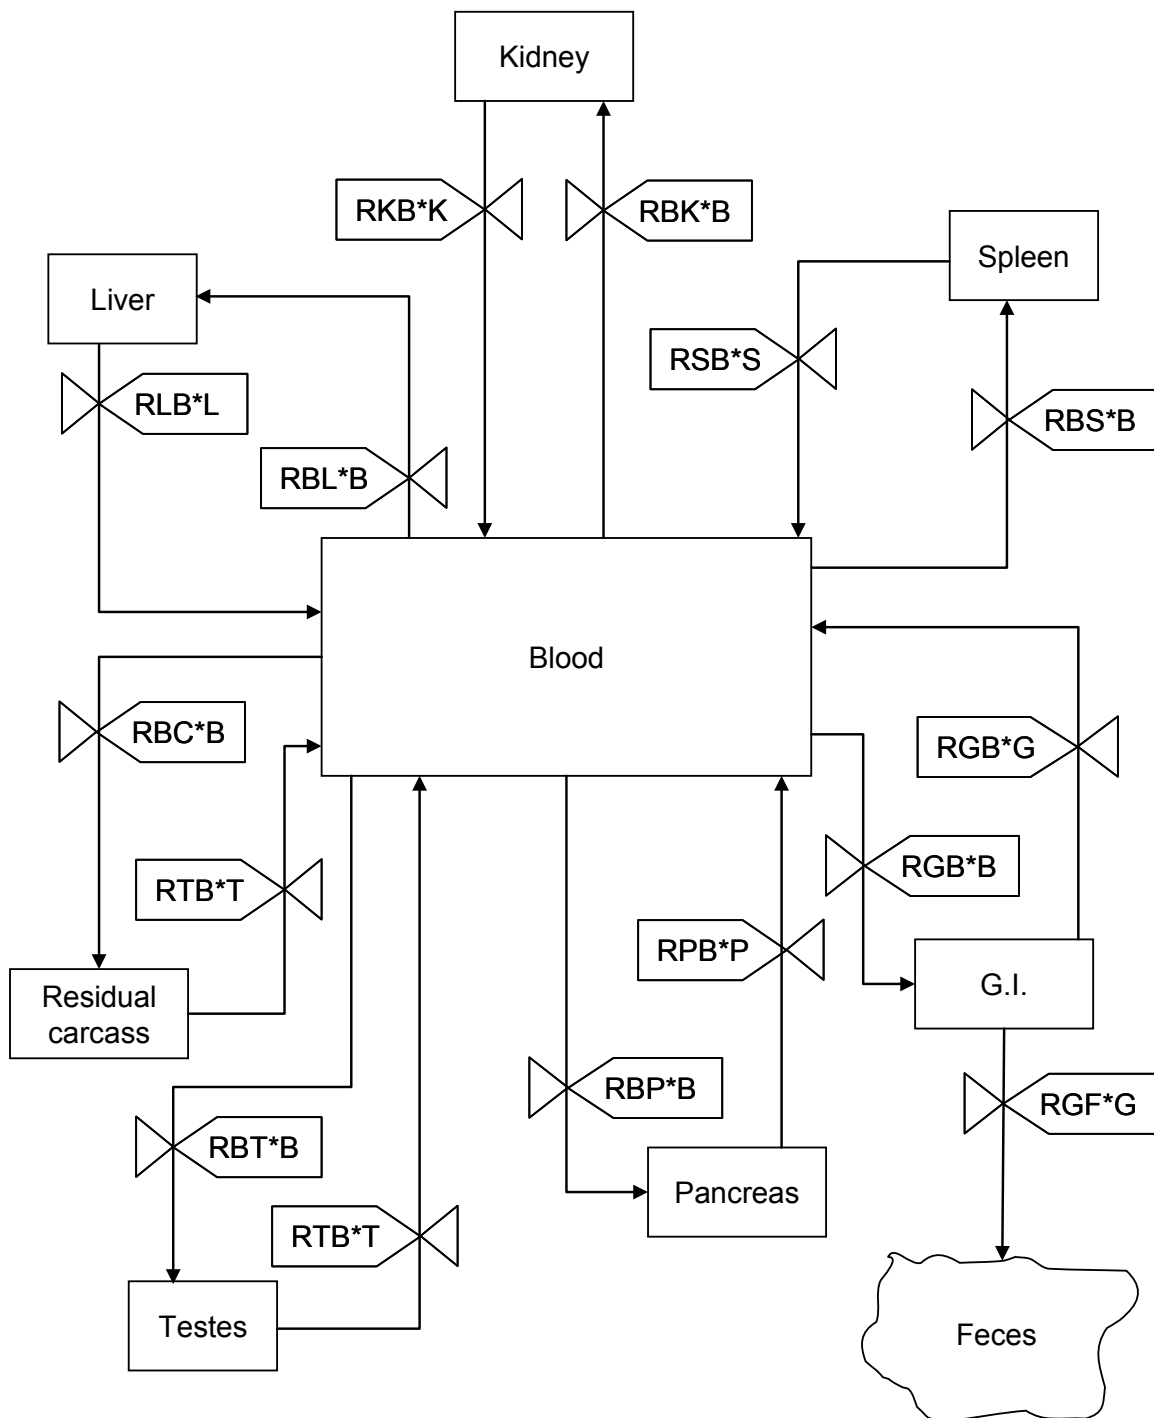 Kidney
RKB*K
RBK*B
Spleen
Liver
RSB*S
RLB*L
RBS*B
RBL*B
Blood
RBC*B
RGB*G
RTB*T
RGB*B
RPB*P
Residual
carcass
G.I.
RBP*B
RGF*G
RBT*B
Pancreas
RTB*T
Testes
Feces